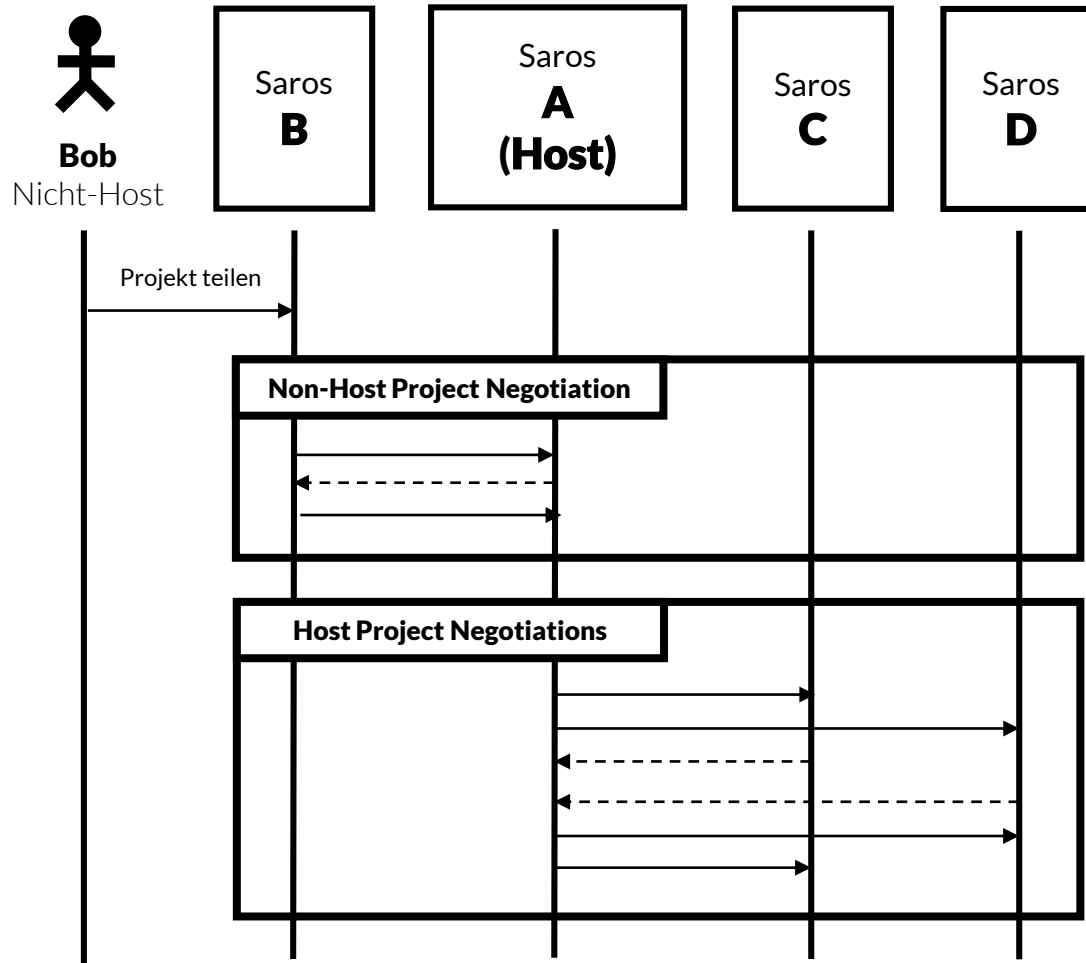 Bob
Nicht-Host
Saros
B
Saros
A
(Host)
Saros
C
Saros
D
Projekt teilen
Non-Host Project Negotiation
Host Project Negotiations